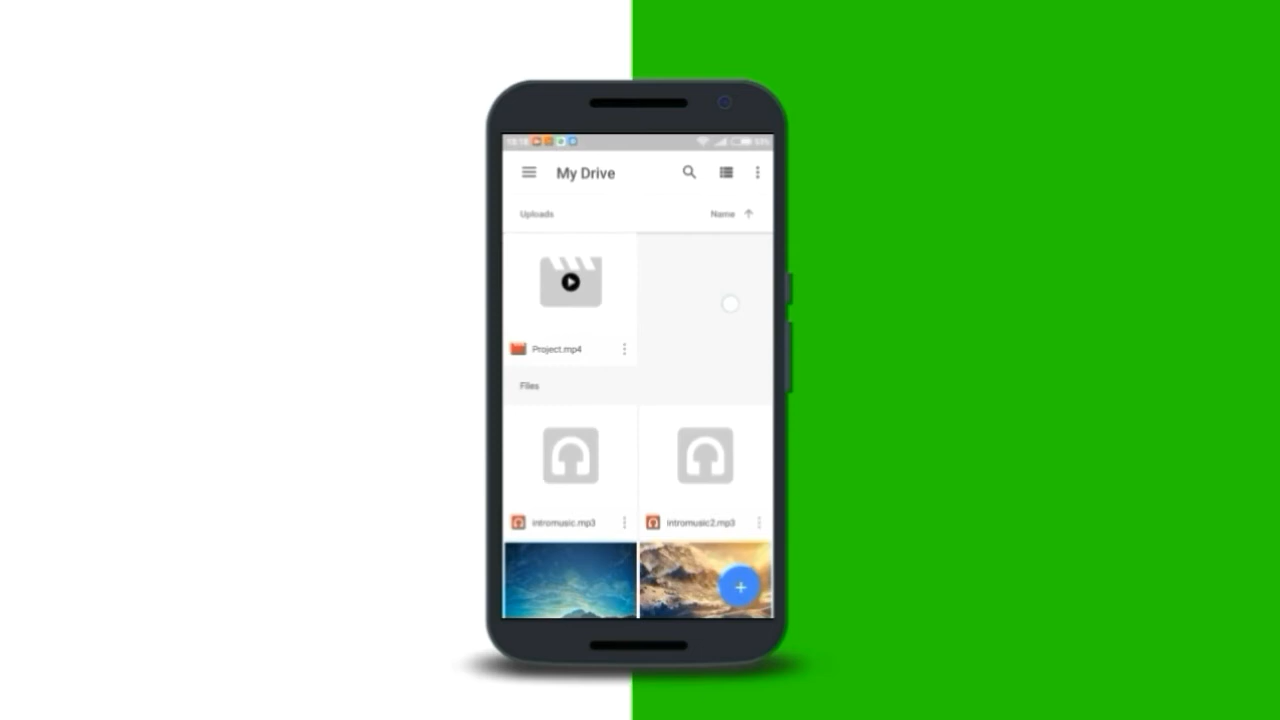 My Drive
Uploads
Name
Project.mp4
Files
intromusic.mp3
intromusic2.mp3